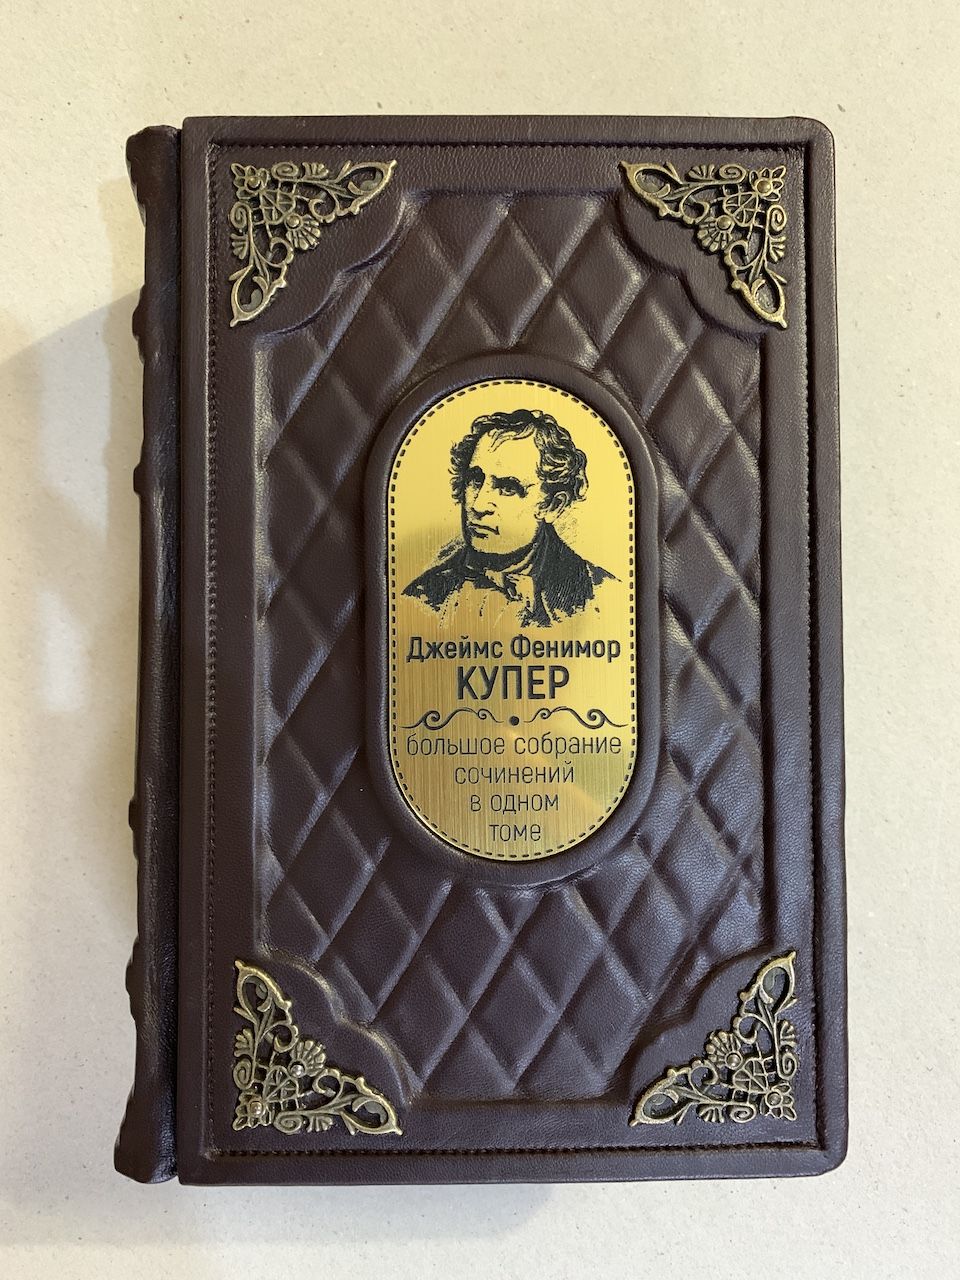 Джеймс Фенимор
КУПЕР
большое собрание
сочинений
в одном
томе